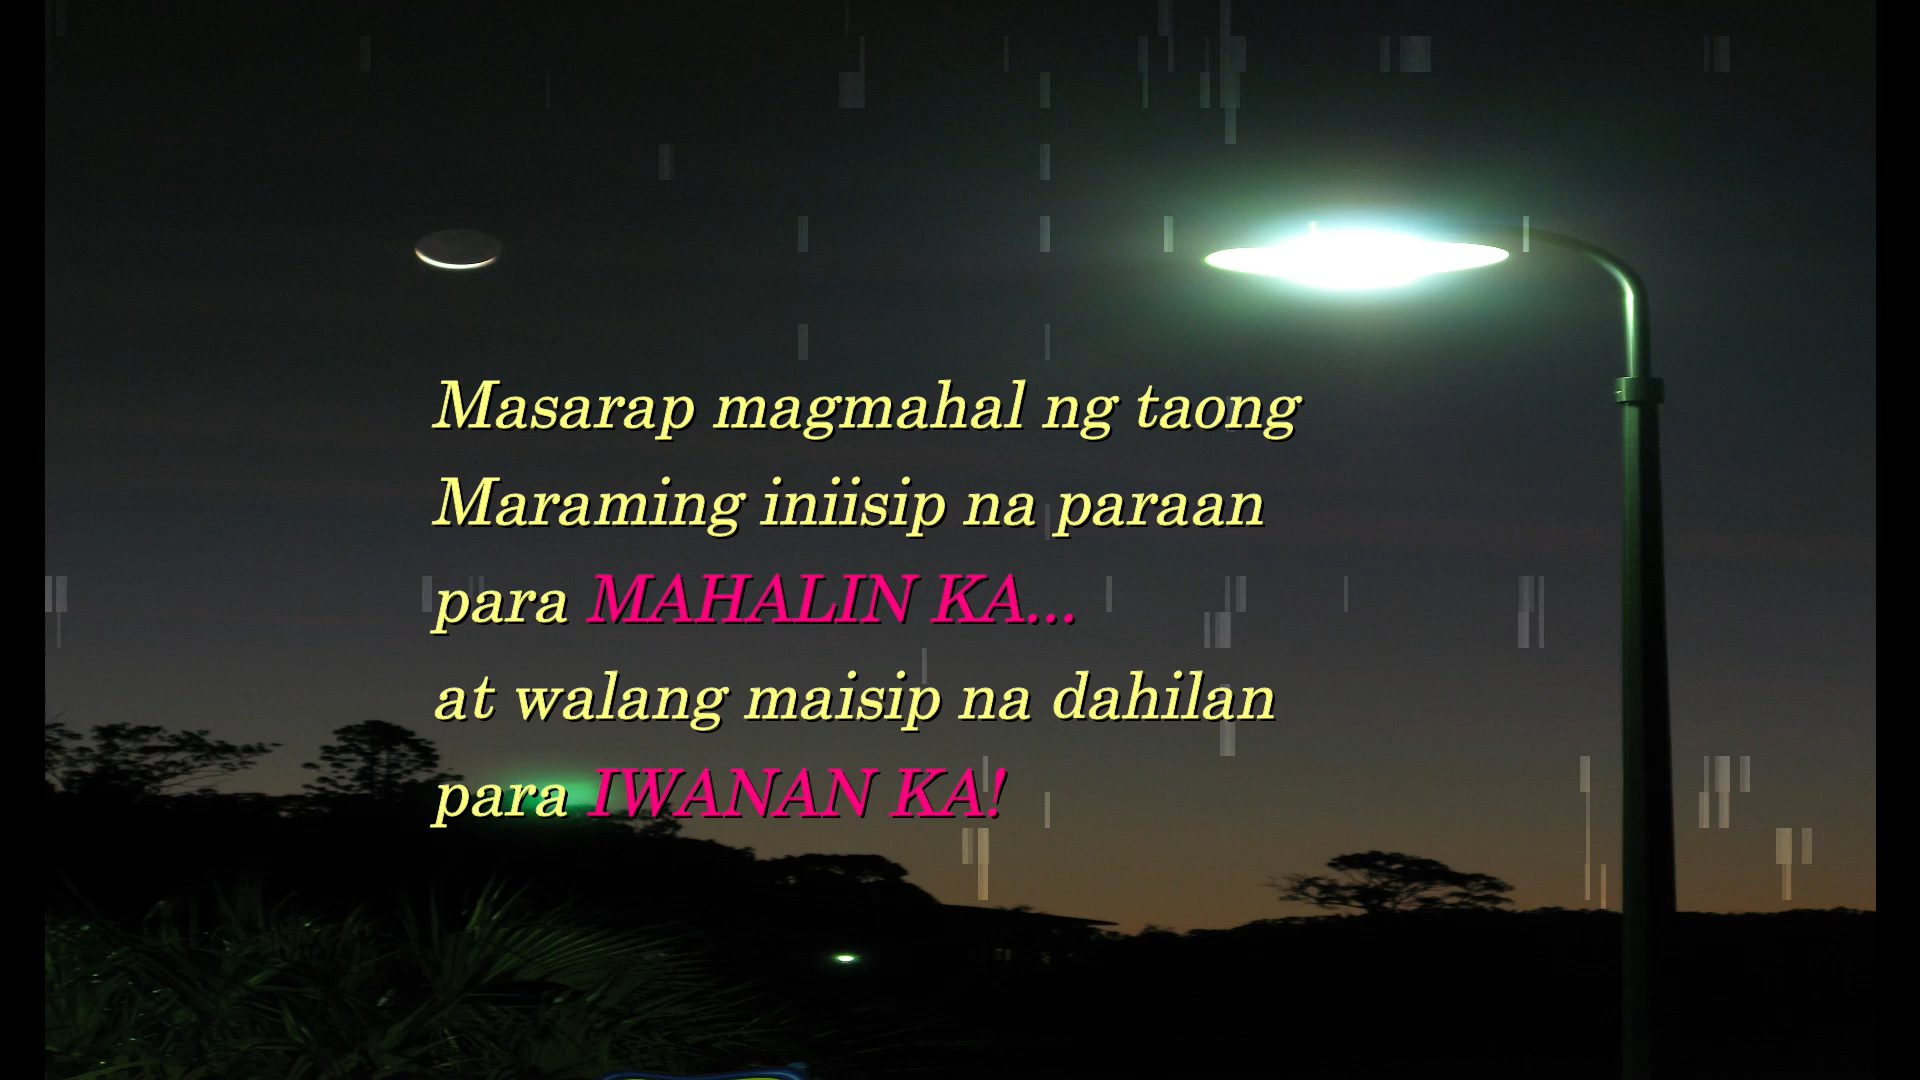 Masarap magmahal ng taong
Maraming iniisip na paraan
para MAHALIN KA...
at walang maisip na dahilan
para IWANAN KA!